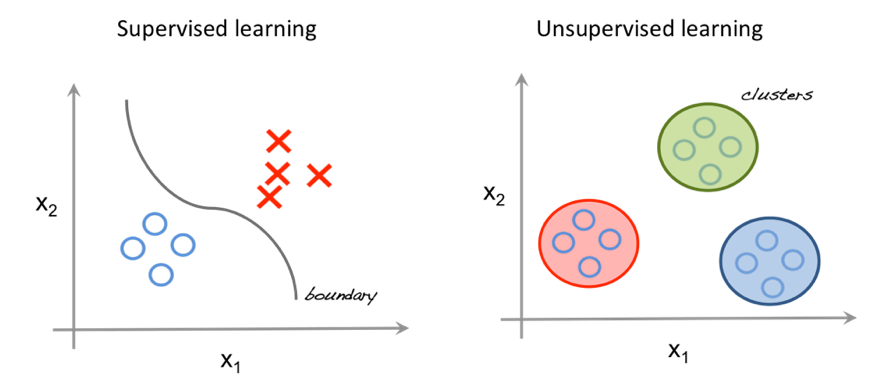 Supervised learning
x₂
boundary
x₁
Unsupervised learning
clusters
x₂
x₁